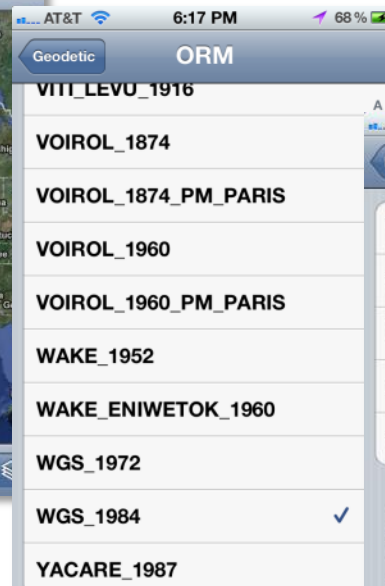 AT&T 6:17 PM 68%
Geodetic ORM
VITI_LEVU_1916
VOIROL_1874
VOIROL_1874_PM_PARIS
VOIROL_1960
VOIROL_1960_PM_PARIS
WAKE_1952
WAKE_ENIWETOK_1960
WGS_1972
WGS_1984
YACARE_1987